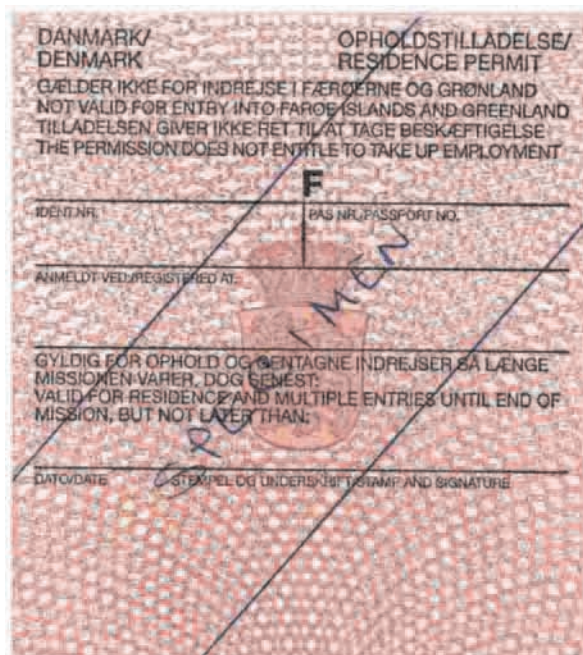 DANMARK/ OPHOLDSTILLADELSE/
DENMARK RESIDENCE PERMIT
GÆLDER IKKE FOR INDREJSE I FÆRØERNE OG GRØNLAND
NOT VALID FOR ENTRY INTO FAROE ISLANDS AND GREENLAND
TILLADELSEN GIVER IKKE RET TIL AT TAGE BESKÆFTIGELSE
THE PERMISSION DOES NOT ENTITLE TO TAKE UP EMPLOYMENT
F
IDENT.NR. PAS NR./PASSPORT NO.
ANMELDT VED:/REGISTERED AT:
SPECIMEN
GYLDIG FOR OPHOLD OG GENTAGNE INDREJSER SÅ LÆNGE
MISSIONEN VARER, DOG SENEST:
VALID FOR RESIDENCE AND MULTIPLE ENTRIES UNTIL END OF
MISSION, BUT NOT LATER THAN:
DATO/DATE STEMPEL OG UNDERSKRIFT/STAMP AND SIGNATURE